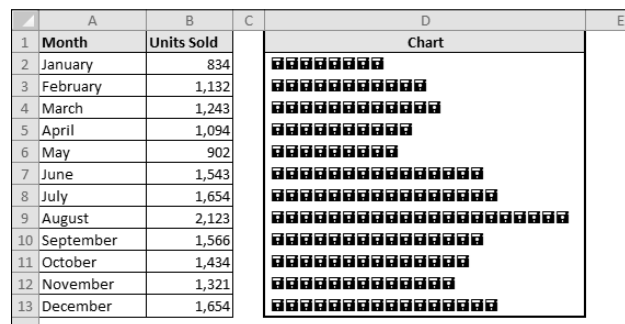 A B C D E
1 Month Units Sold Chart
2 January 834
3 February 1,132
4 March 1,243
5 April 1,094
6 May 902
7 June 1,543
8 July 1,654
9 August 2,123
10 September 1,566
11 October 1,434
12 November 1,321
13 December 1,654